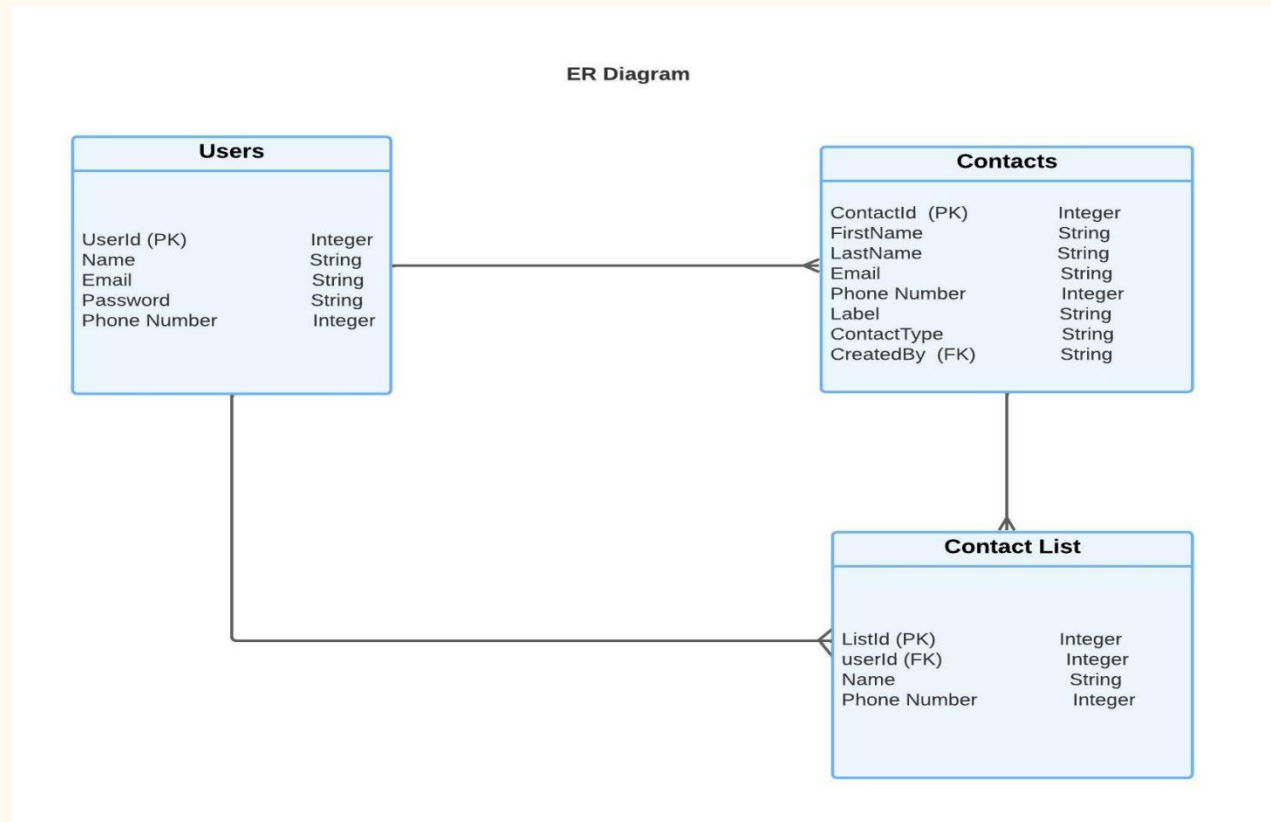 ER Diagram
Users
UserId (PK) Integer
Name String
Email String
Password String
Phone Number Integer
Contacts
ContactId (PK) Integer
FirstName String
LastName String
Email String
Phone Number Integer
Label String
ContactType String
CreatedBy (FK) String
Contact List
ListId (PK) Integer
userId (FK) Integer
Name String
Phone Number Integer